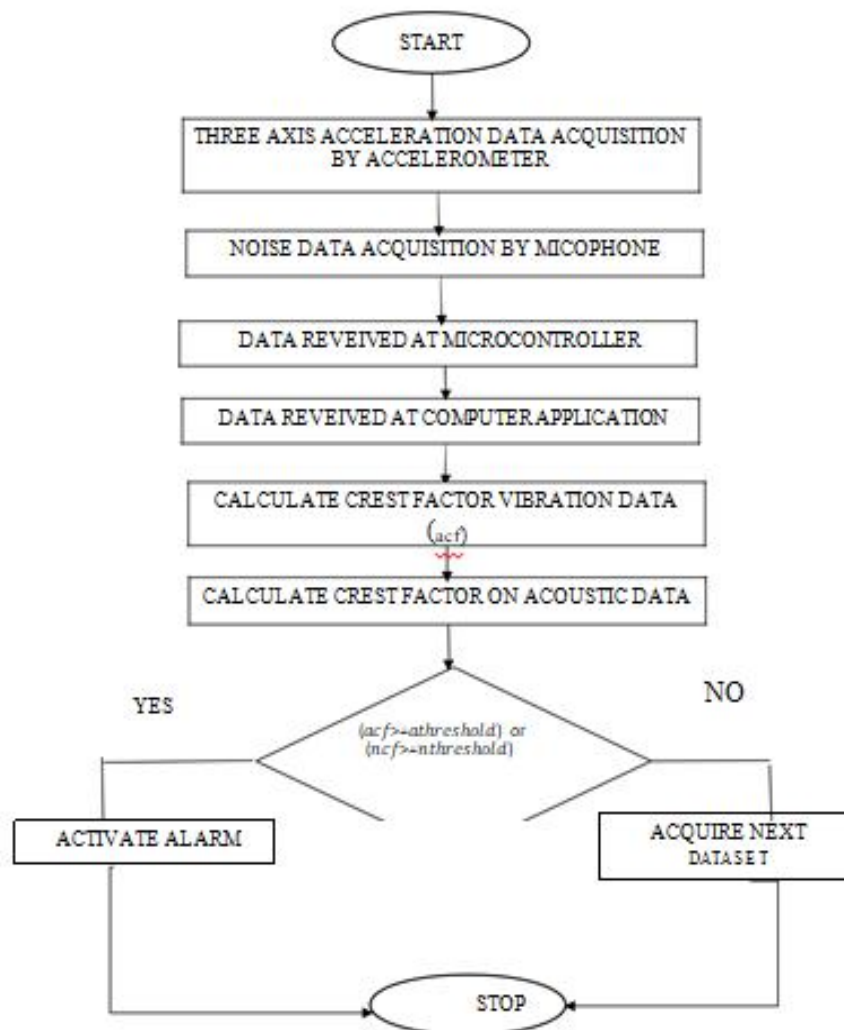 START
THREE AXIS ACCELERATION DATA ACQUISITION
BY ACCELEROMETER
NOISE DATA ACQUISITION BY MICOPHONE
DATA REVEIVED AT MICROCONTROLLER
DATA REVEIVED AT COMPUTER APPLICATION
CALCULATE CREST FACTOR VIBRATION DATA
(acf)
CALCULATE CREST FACTOR ON ACOUSTIC DATA
YES
NO
(acf>=athreshold) or
(ncf>=nthreshold)
ACTIVATE ALARM
ACQUIRE NEXT
DATASET
STOP